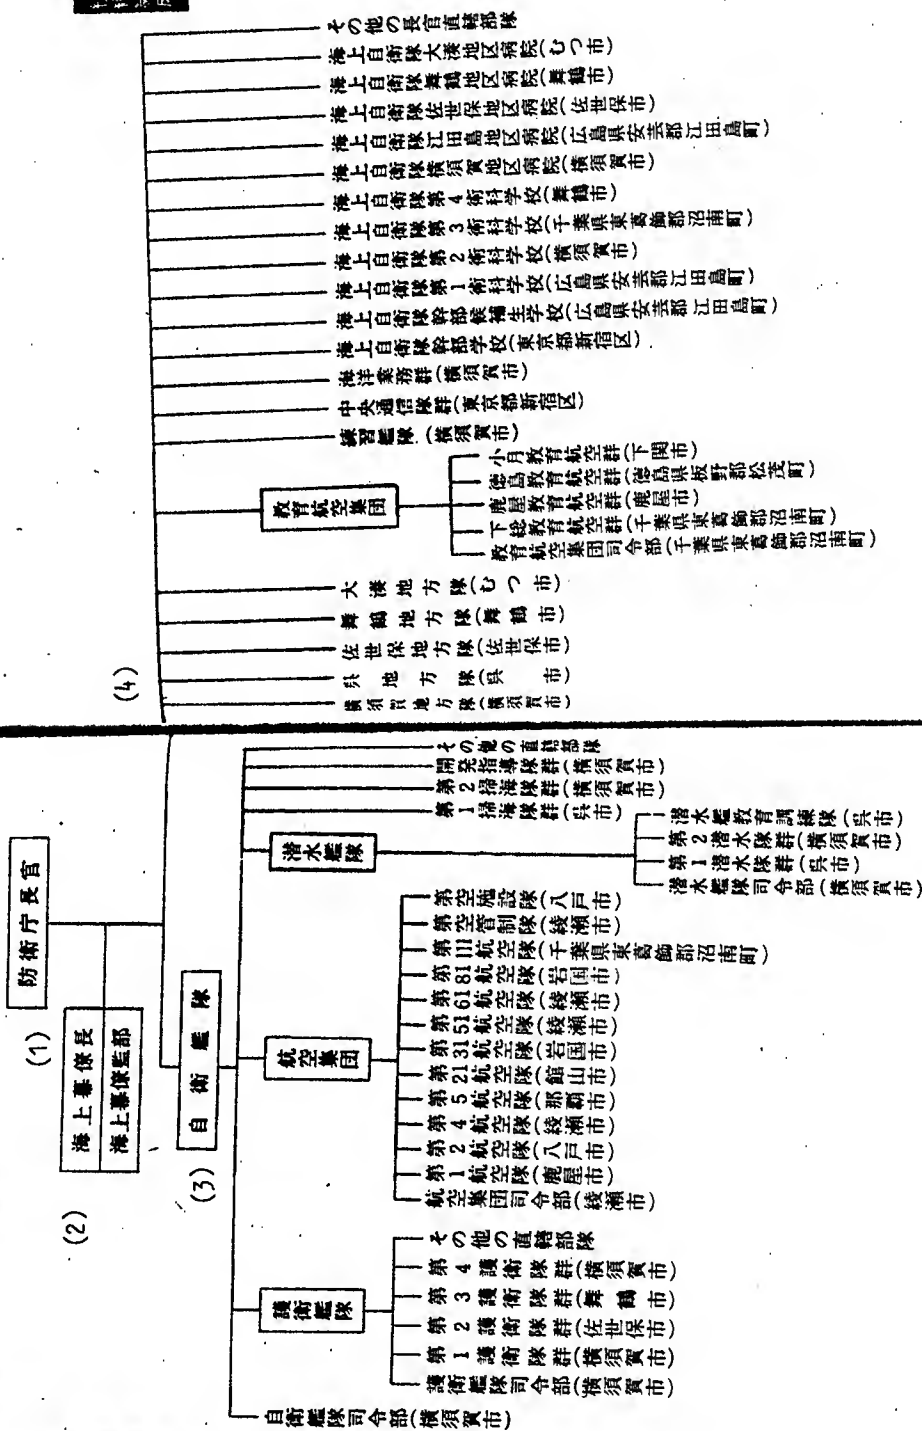 防衛庁長官
(1)
海上幕僚長
海上幕僚監部
(2)
自衛艦隊
(3)
自衛艦隊司令部(横須賀市)
護衛艦隊
護衛艦隊司令部(横須賀市)
第1護衛隊群(横須賀市)
第2護衛隊群(佐世保市)
第3護衛隊群(舞鶴市)
第4護衛隊群(横須賀市)
その他の直轄部隊
航空集団
航空集団司令部(綾瀬市)
第1航空隊(鹿屋市)
第2航空隊(八戸市)
第4航空隊(綾瀬市)
第5航空隊(那覇市)
第21航空隊(館山市)
第31航空隊(岩国市)
第51航空隊(綾瀬市)
第61航空隊(綾瀬市)
第81航空隊(岩国市)
第111航空隊(千葉県東葛飾郡沼南町)
第空管制隊(綾瀬市)
第空施設隊(八戸市)
潜水艦隊
潜水艦隊司令部(横須賀市)
第1潜水隊群(呉市)
第2潜水隊群(横須賀市)
潜水艦教育訓練隊(呉市)
第1掃海隊群(呉市)
第2掃海隊群(横須賀市)
開発指導隊群(横須賀市)
その他の直轄部隊
(4)
横須賀地方隊(横須賀市)
呉地方隊(呉市)
佐世保地方隊(佐世保市)
舞鶴地方隊(舞鶴市)
大湊地方隊(むつ市)
教育航空集団
教育航空集団司令部(千葉県東葛飾郡沼南町)
下総教育航空群(千葉県東葛飾郡沼南町)
鹿屋教育航空群(鹿屋市)
徳島教育航空群(徳島県板野郡松茂町)
小月教育航空群(下関市)
練習艦隊(横須賀市)
中央通信隊群(東京都新宿区)
海洋業務群(横須賀市)
海上自衛隊幹部学校(東京都新宿区)
海上自衛隊幹部候補生学校(広島県安芸郡江田島町)
海上自衛隊第1術科学校(広島県安芸郡江田島町)
海上自衛隊第2術科学校(横須賀市)
海上自衛隊第3術科学校(千葉県東葛飾郡沼南町)
海上自衛隊第4術科学校(舞鶴市)
海上自衛隊横須賀地区病院(横須賀市)
海上自衛隊江田島地区病院(広島県安芸郡江田島町)
海上自衛隊佐世保地区病院(佐世保市)
海上自衛隊舞鶴地区病院(舞鶴市)
海上自衛隊大湊地区病院(むつ市)
その他の長官直轄部隊